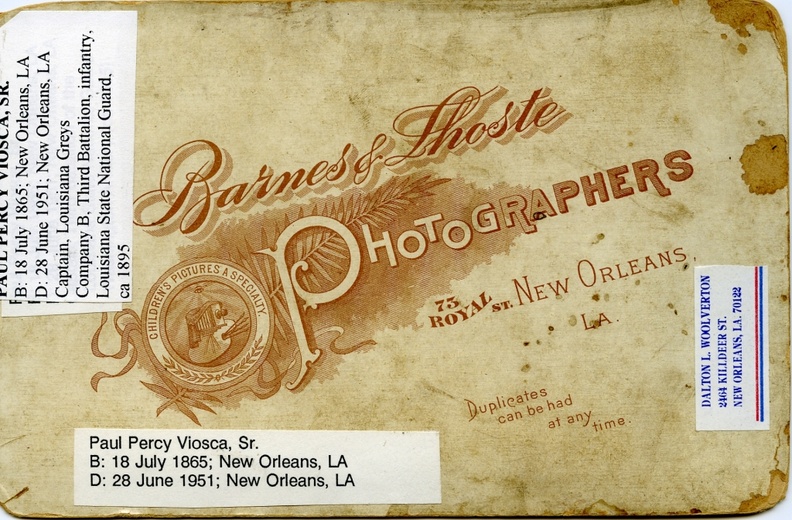 PAUL PERCY VIOSCA, SR.
B: 18 July 1865; New Orleans, LA
D: 28 June 1951; New Orleans, LA
Captain, Louisiana Greys
Company B, Third Battalion, infantry,
Louisiana State National Guard.
ca 1895
Barnes & Lhoste
PHOTOGRAPHERS
CHILDREN'S PICTURES A SPECIALTY
73 ROYAL ST. NEW ORLEANS,
LA.
Duplicates
can be had
at any time.
DALTON L. WOOLVERTON
2464 KILLDEER ST.
NEW ORLEANS, LA. 70122
Paul Percy Viosca, Sr.
B: 18 July 1865; New Orleans, LA
D: 28 June 1951; New Orleans, LA